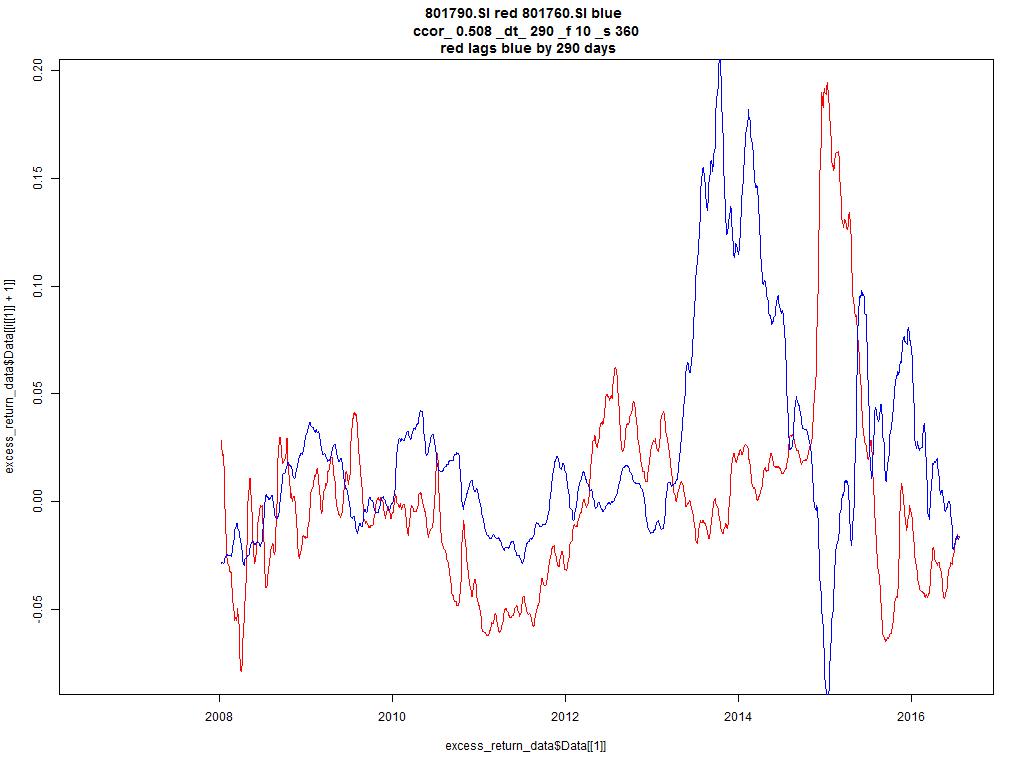 801790.SI red 801760.SI blue
ccor_ 0.508 _dt_ 290 _f 10 _s 360
red lags blue by 290 days
0.20
0.15
0.10
0.05
0.00
-0.05
excess_return_data$Data[[i[[1]] + 1]]
2008 2010 2012 2014 2016
excess_return_data$Data[[1]]